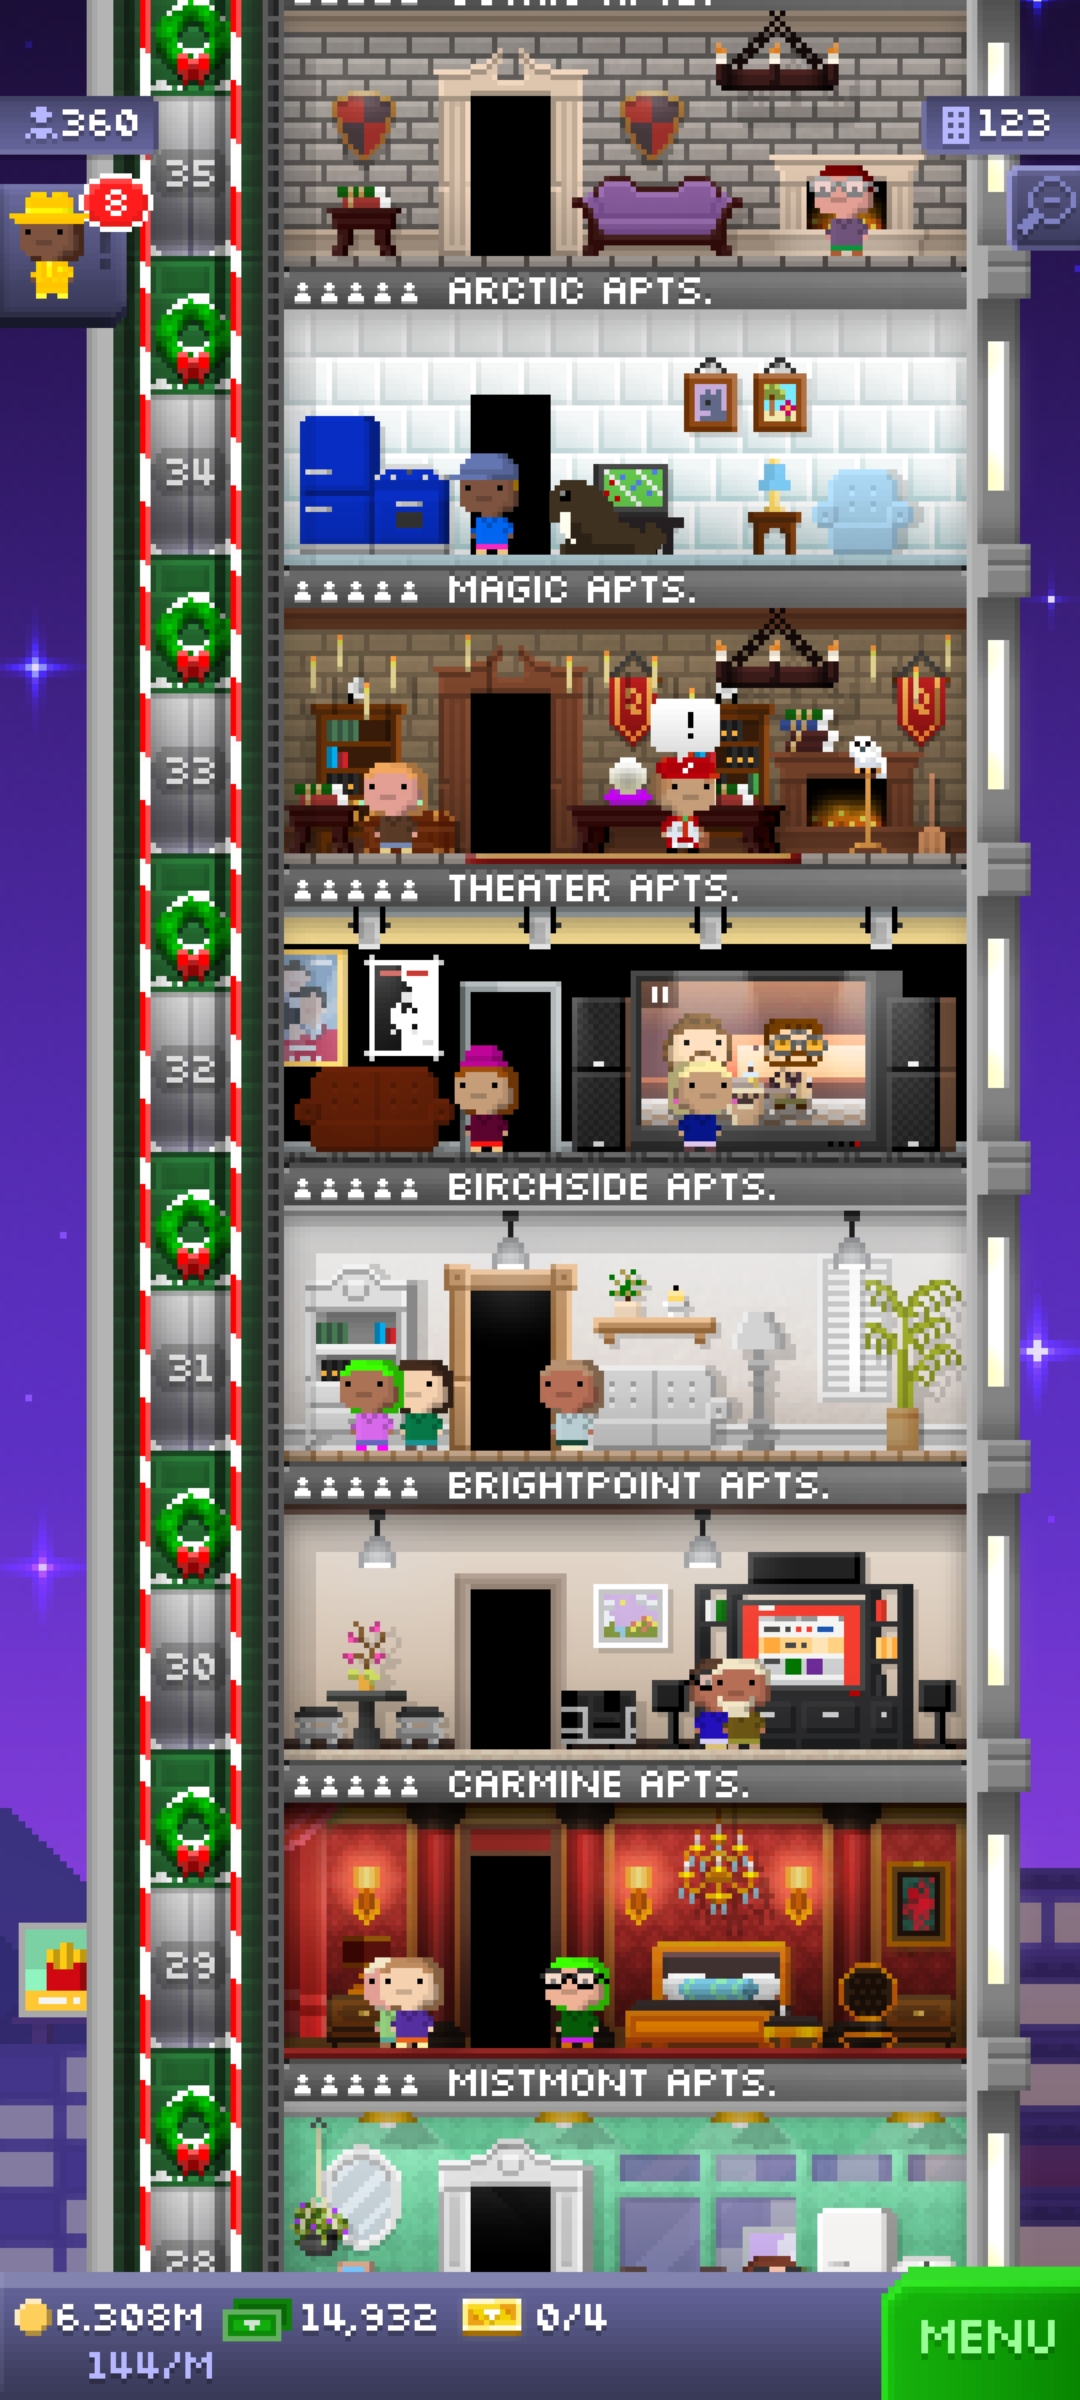 360
123
35
8
ARCTIC APTS.
34
MAGIC APTS.
!
33
THEATER APTS.
32
BIRCHSIDE APTS.
31
BRIGHTPOINT APTS.
30
CARMINE APTS.
29
MISTMONT APTS.
28
6.308M 14,932 0/4
144/M
MENU